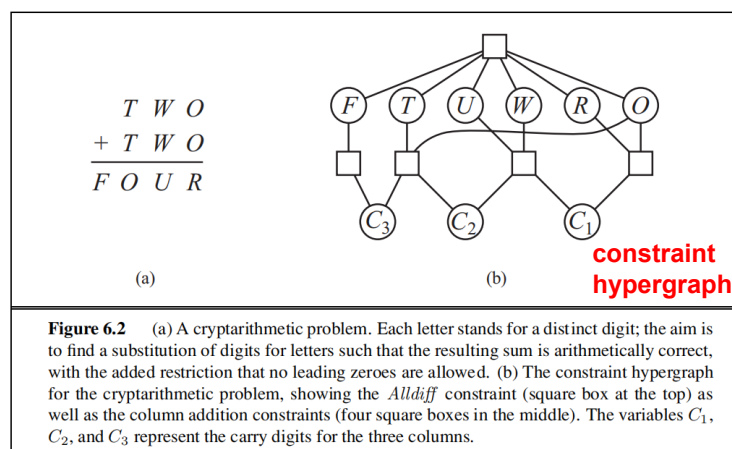 T W O
+ T W O
F O U R
(a)
F T U W R O
C3 C2 C1
(b)
constraint
hypergraph
Figure 6.2 (a) A cryptarithmetic problem. Each letter stands for a distinct digit; the aim is
to find a substitution of digits for letters such that the resulting sum is arithmetically correct,
with the added restriction that no leading zeroes are allowed. (b) The constraint hypergraph
for the cryptarithmetic problem, showing the Alldiff constraint (square box at the top) as
well as the column addition constraints (four square boxes in the middle). The variables C1,
C2, and C3 represent the carry digits for the three columns.